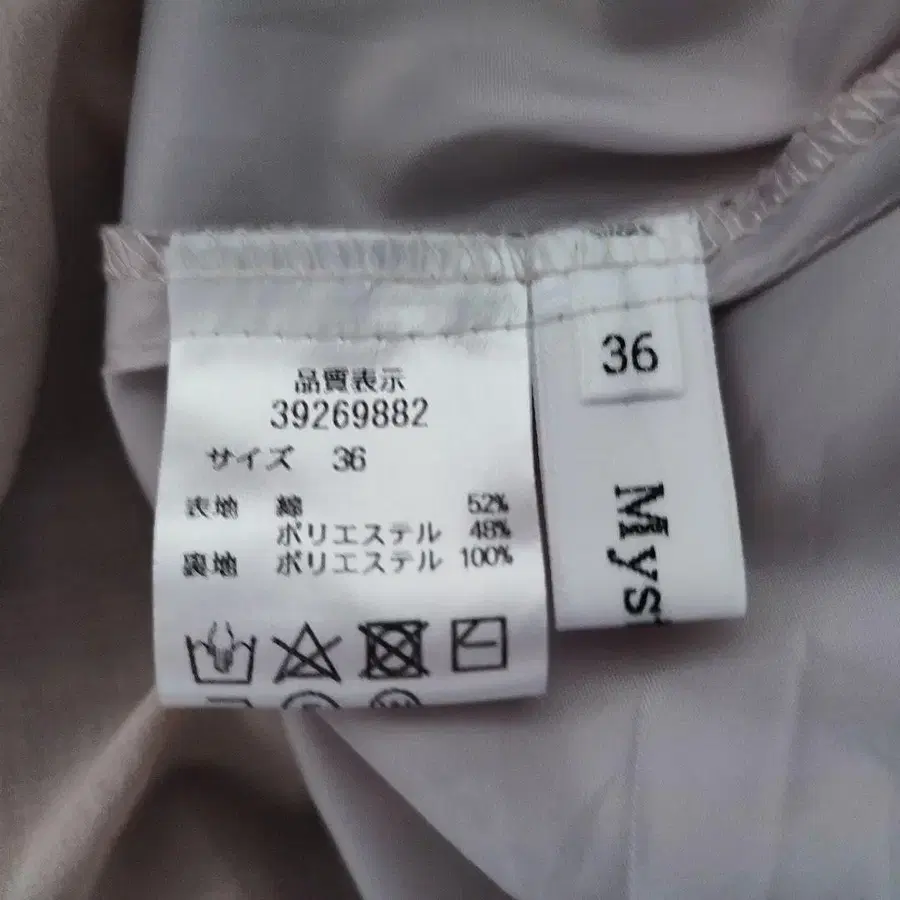 品質表示
39269882
サイズ 36
表地 綿 52%
ポリエステル 48%
裏地 ポリエステル 100%
36
Myst